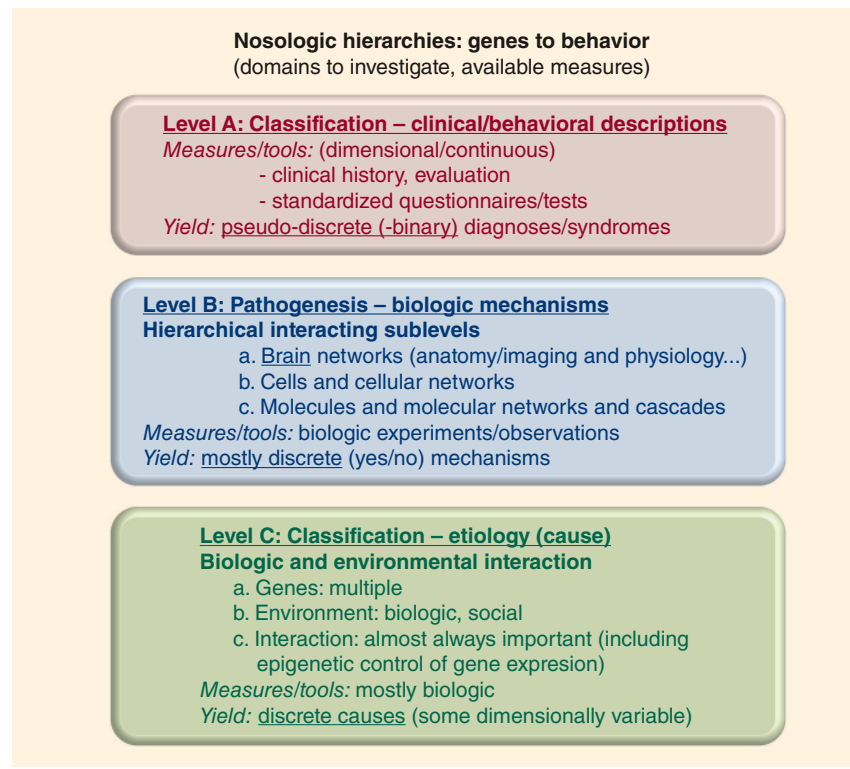 Nosologic hierarchies: genes to behavior
(domains to investigate, available measures)
Level A: Classification – clinical/behavioral descriptions
Measures/tools: (dimensional/continuous)
- clinical history, evaluation
- standardized questionnaires/tests
Yield: pseudo-discrete (-binary) diagnoses/syndromes
Level B: Pathogenesis – biologic mechanisms
Hierarchical interacting sublevels
a. Brain networks (anatomy/imaging and physiology...)
b. Cells and cellular networks
c. Molecules and molecular networks and cascades
Measures/tools: biologic experiments/observations
Yield: mostly discrete (yes/no) mechanisms
Level C: Classification – etiology (cause)
Biologic and environmental interaction
a. Genes: multiple
b. Environment: biologic, social
c. Interaction: almost always important (including
epigenetic control of gene expresion)
Measures/tools: mostly biologic
Yield: discrete causes (some dimensionally variable)